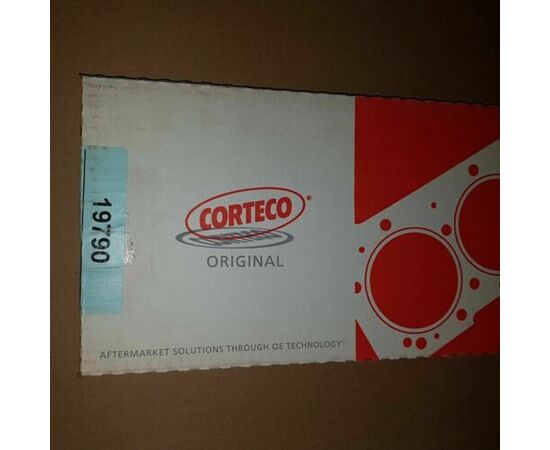 19790
CORTECO®
ORIGINAL
AFTERMARKET SOLUTIONS THROUGH OE TECHNOLOGY